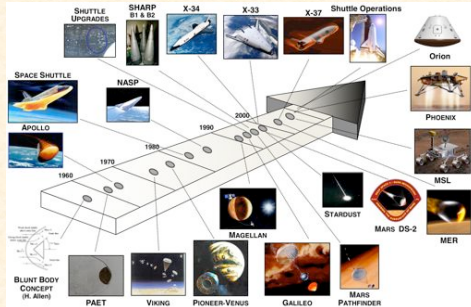 SHUTTLE
UPGRADES
SHARP
B1 & B2
X-34
X-33
X-37
Shuttle Operations
Orion
SPACE SHUTTLE
NASP
PHOENIX
APOLLO
2000
1990
1980
1970
1960
MSL
STARDUST
MARS DS-2
MER
MAGELLAN
BLUNT BODY
CONCEPT
(H. Allen)
PAET
VIKING
PIONEER-VENUS
GALILEO
MARS
PATHFINDER